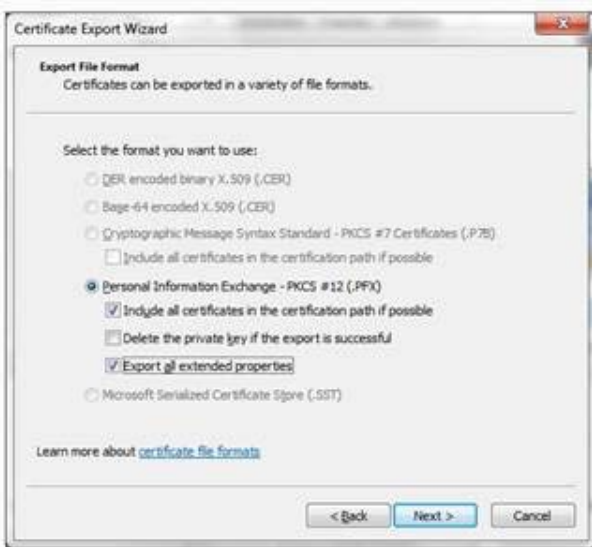 Certificate Export Wizard
Export File Format
Certificates can be exported in a variety of file formats.
Select the format you want to use:
DER encoded binary X.509 (.CER)
Base-64 encoded X.509 (.CER)
Cryptographic Message Syntax Standard - PKCS #7 Certificates (.P7B)
Include all certificates in the certification path if possible
Personal Information Exchange - PKCS #12 (.PFX)
Include all certificates in the certification path if possible
Delete the private key if the export is successful
Export all extended properties
Microsoft Serialized Certificate Store (.SST)
Learn more about certificate file formats
< Back Next > Cancel